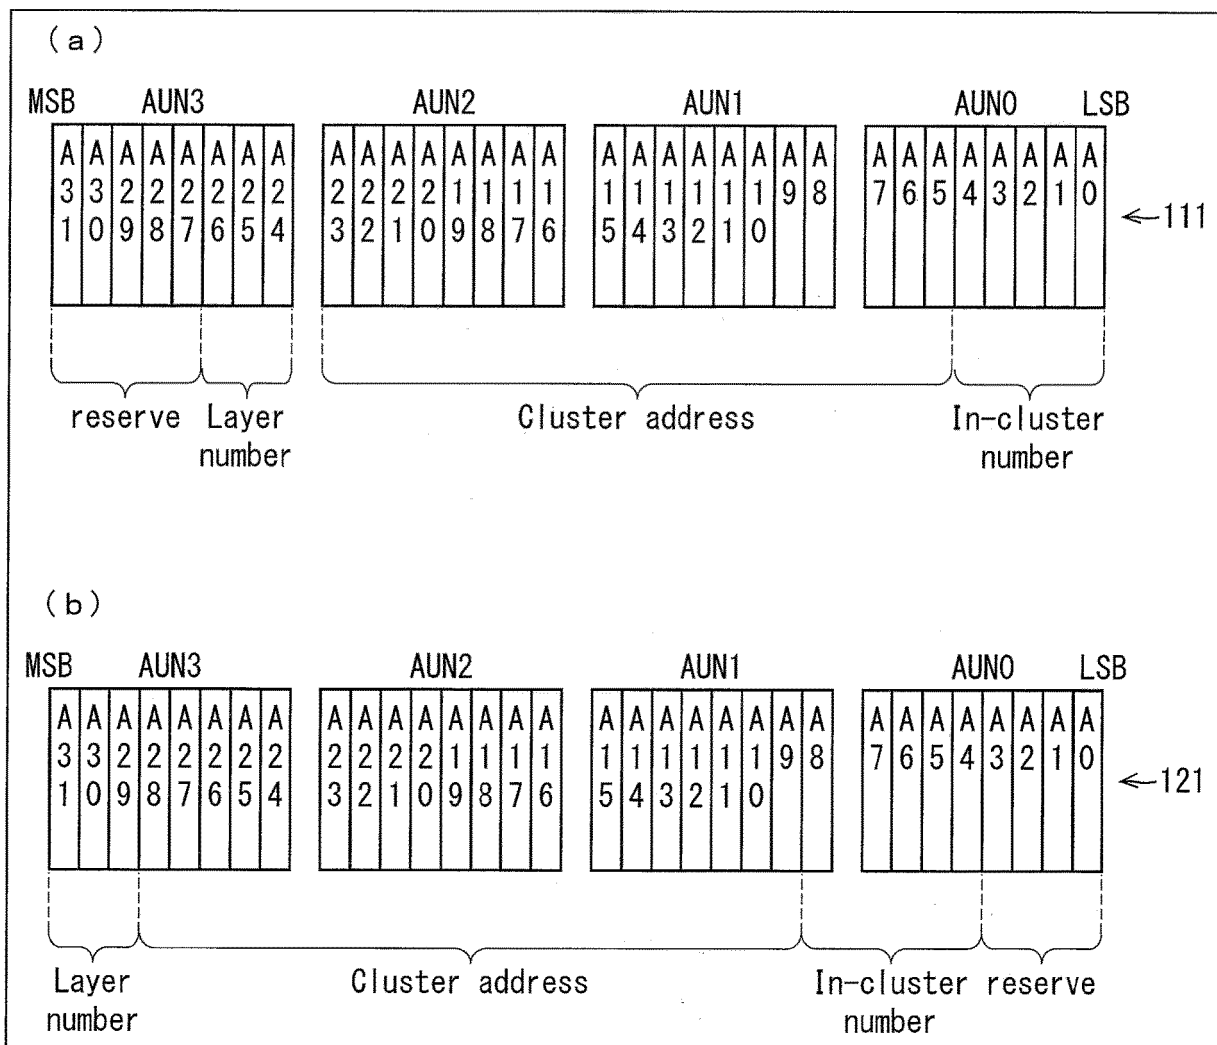 (a)
MSB AUN3 AUN2 AUN1 AUN0 LSB
A31 A30 A29 A28 A27 A26 A25 A24 A23 A22 A21 A20 A19 A18 A17 A16 A15 A14 A13 A12 A11 A10 A9 A8 A7 A6 A5 A4 A3 A2 A1 A0
111
reserve Layer number Cluster address In-cluster number
(b)
MSB AUN3 AUN2 AUN1 AUN0 LSB
A31 A30 A29 A28 A27 A26 A25 A24 A23 A22 A21 A20 A19 A18 A17 A16 A15 A14 A13 A12 A11 A10 A9 A8 A7 A6 A5 A4 A3 A2 A1 A0
121
Layer number Cluster address In-cluster number reserve